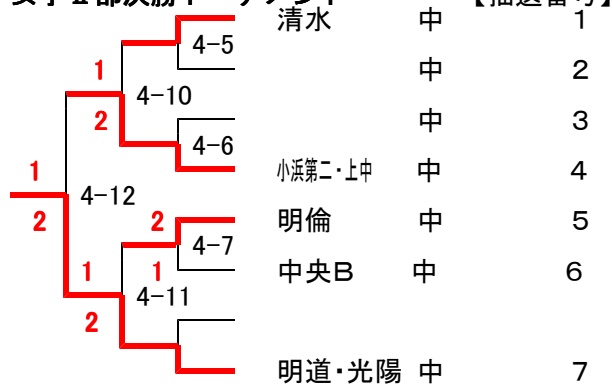 清水 中 1
4-5
1 中 2
4-10
2 中 3
4-6
1 小浜第二・上中 中 4
4-12
2 2 明倫 中 5
4-7
1 1 中央B 中 6
4-11
2
明道・光陽 中 7